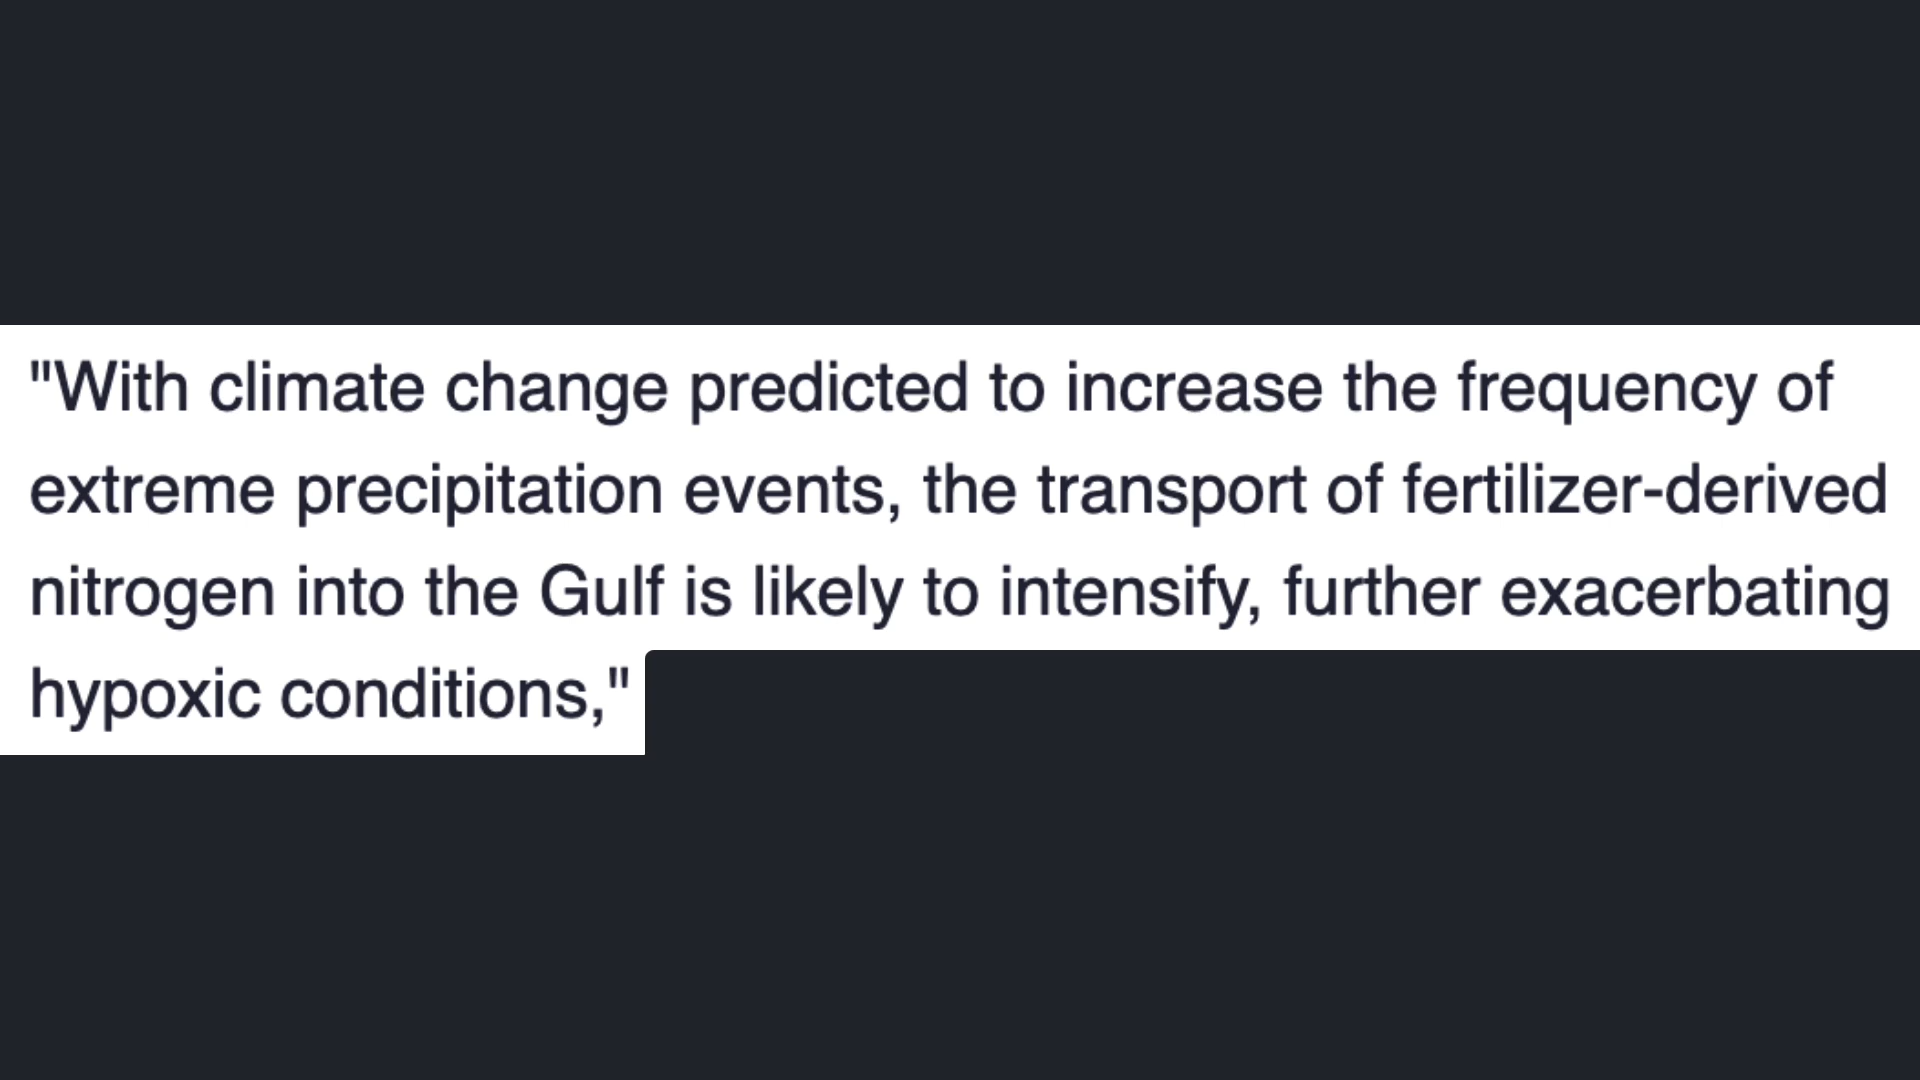 "With climate change predicted to increase the frequency of
extreme precipitation events, the transport of fertilizer-derived
nitrogen into the Gulf is likely to intensify, further exacerbating
hypoxic conditions,"